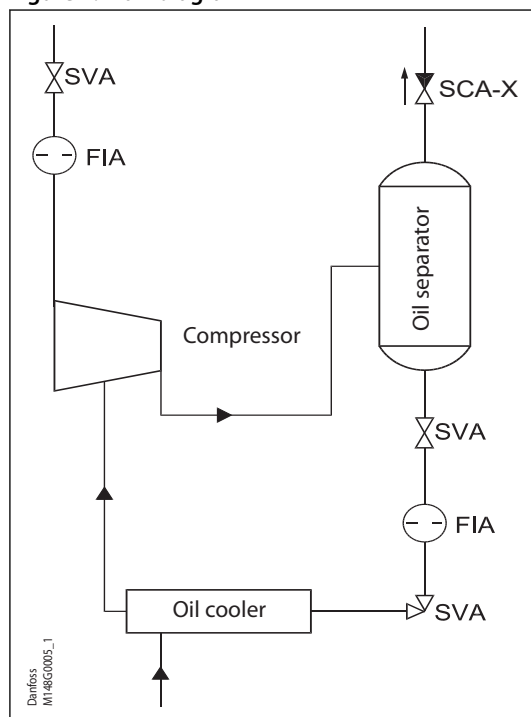 SVA
SCA-X
FIA
Oil separator
Compressor
SVA
FIA
Oil cooler
SVA
Danfoss
M148G0005_1